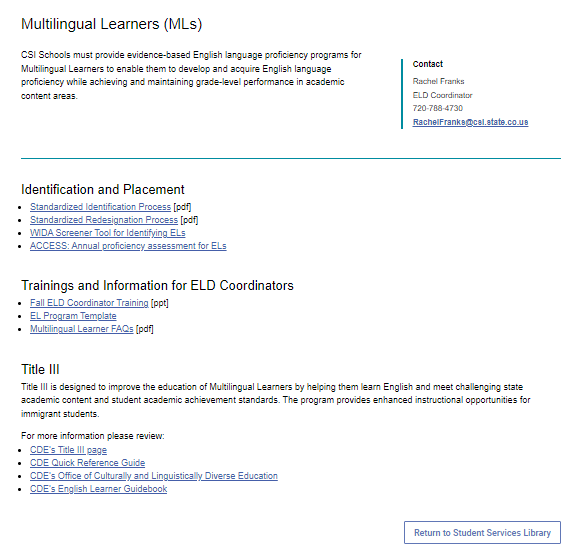 Multilingual Learners (MLs)
CSI Schools must provide evidence-based English language proficiency programs for
Multilingual Learners to enable them to develop and acquire English language
proficiency while achieving and maintaining grade-level performance in academic
content areas.
Contact
Rachel Franks
ELD Coordinator
720-788-4730
RachelFranks@csi.state.co.us
Identification and Placement
• Standardized Identification Process [pdf]
• Standardized Redesignation Process [pdf]
• WIDA Screener Tool for Identifying ELs
• ACCESS: Annual proficiency assessment for ELs
Trainings and Information for ELD Coordinators
• Fall ELD Coordinator Training [ppt]
• EL Program Template
• Multilingual Learner FAQs [pdf]
Title III
Title III is designed to improve the education of Multilingual Learners by helping them learn English and meet challenging state
academic content and student academic achievement standards. The program provides enhanced instructional opportunities for
immigrant students.
For more information please review:
• CDE's Title III page
• CDE Quick Reference Guide
• CDE's Office of Culturally and Linguistically Diverse Education
• CDE's English Learner Guidebook
Return to Student Services Library